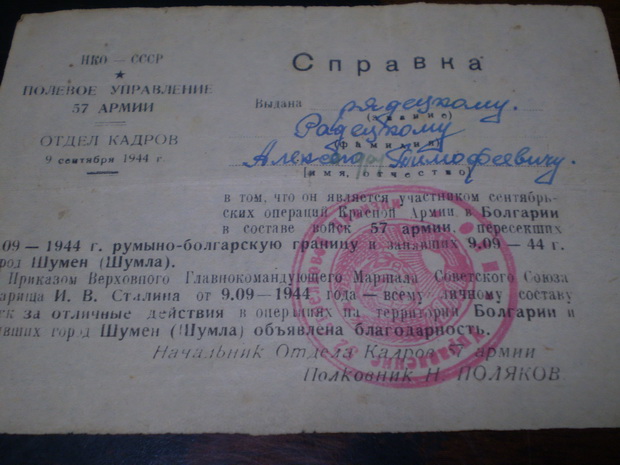 НКО — СССР
ПОЛЕВОЕ УПРАВЛЕНИЕ
57 АРМИИ
ОТДЕЛ КАДРОВ
9 сентября 1944 г.
Справка
Выдана рядецкому.
(звание)
Радецкому
(фамилия)
Александру Тимофеевичу.
[имя, отчество]
в том, что он является участником сентябрь-
ских операций Красной Армии в Болгарии
в составе войск 57 армии, пересекших
09 — 1944 г. румыно-болгарскую границу и занявших 9.09 — 44 г.
род Шумен (Шумла).
Приказом Верховного Главнокомандующего Маршала Советского Союза
арища И. В. Сталина от 9.09 — 1944 года — всему личному составу
ск за отличные действия в операциях на территории Болгарии и
вших город Шумен (Шумла) объявлена благодарность.
Начальник Отдела Кадров армии
Полковник Н. ПОЛЯКОВ